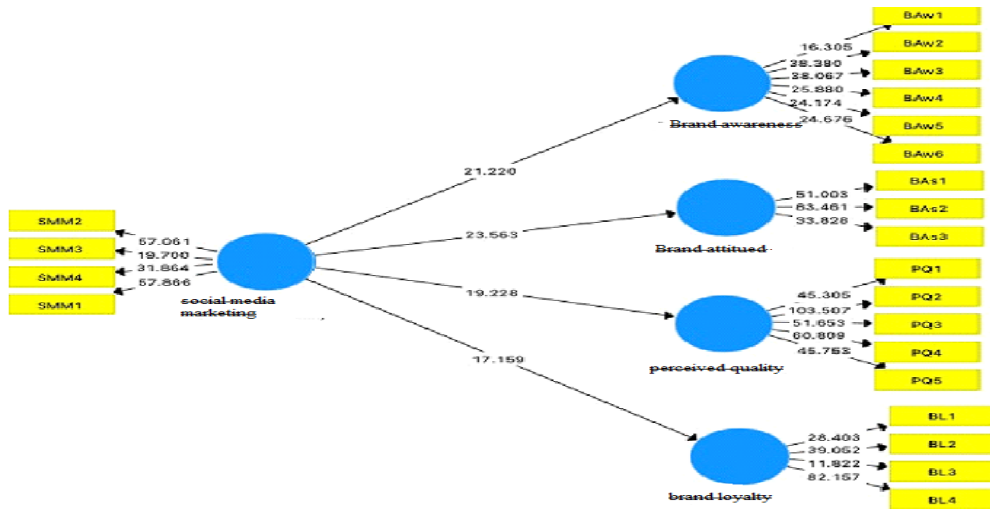 SMM2
SMM3
SMM4
SMM1
57.061
19.700
31.864
57.866
social media
marketing
21.220
23.563
19.228
17.159
Brand awareness
16.305
38.380
38.067
25.880
24.174
24.676
BAw1
BAw2
BAw3
BAw4
BAw5
BAw6
Brand attitued
51.003
63.461
33.828
BAs1
BAs2
BAs3
perceived quality
45.305
103.507
51.653
60.809
45.753
PQ1
PQ2
PQ3
PQ4
PQ5
brand loyalty
28.403
39.052
11.822
82.157
BL1
BL2
BL3
BL4